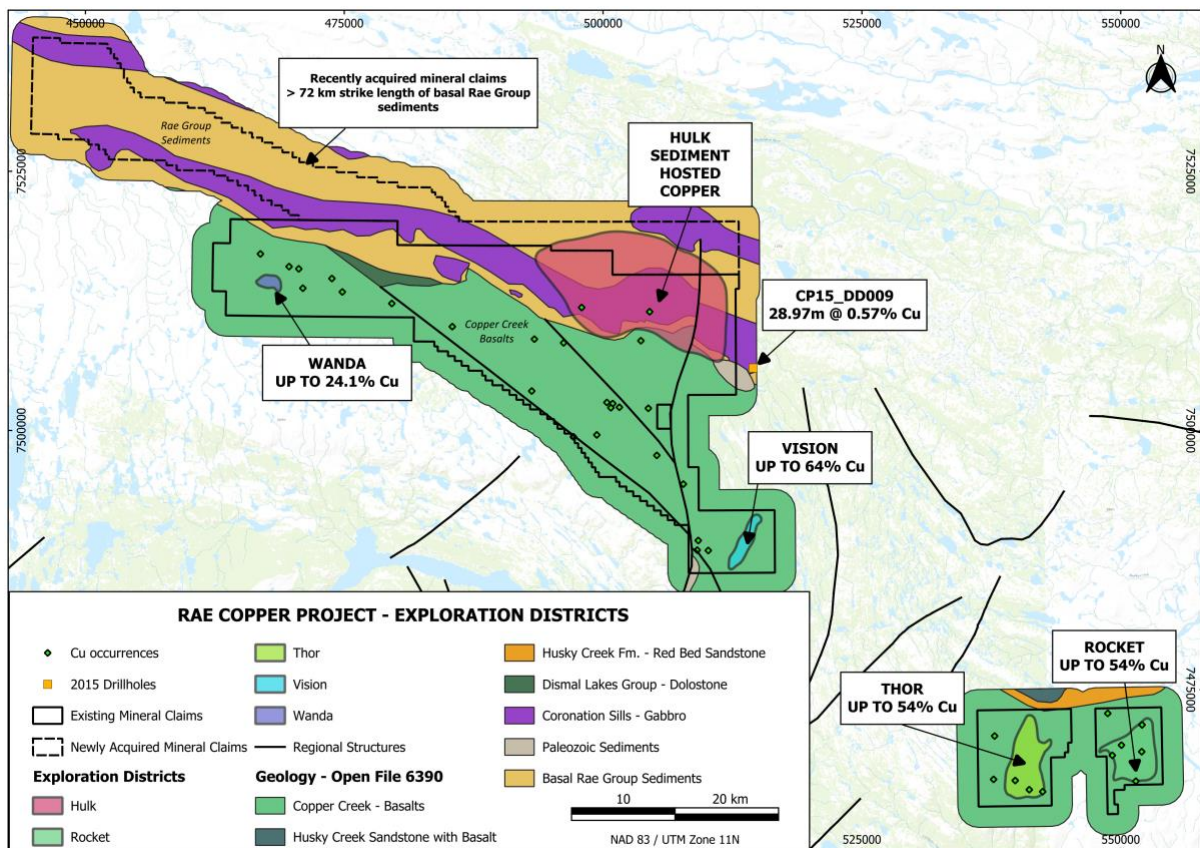 450000
475000
500000
525000
550000
N
Recently acquired mineral claims
> 72 km strike length of basal Rae Group
sediments
Rae Group
Sediments
HULK
SEDIMENT
HOSTED
COPPER
7525000
7525000
CP15_DD009
28.97m @ 0.57% Cu
Copper Creek
Basalts
WANDA
UP TO 24.1% Cu
7500000
7500000
VISION
UP TO 64% Cu
ROCKET
UP TO 54% Cu
THOR
UP TO 54% Cu
7475000
RAE COPPER PROJECT - EXPLORATION DISTRICTS
Cu occurrences
2015 Drillholes
Existing Mineral Claims
Newly Acquired Mineral Claims
Exploration Districts
Hulk
Rocket
Thor
Vision
Wanda
Regional Structures
Geology - Open File 6390
Copper Creek - Basalts
Husky Creek Sandstone with Basalt
Husky Creek Fm. - Red Bed Sandstone
Dismal Lakes Group - Dolostone
Coronation Sills - Gabbro
Paleozoic Sediments
Basal Rae Group Sediments
10 20 km
NAD 83 / UTM Zone 11N
525000
550000